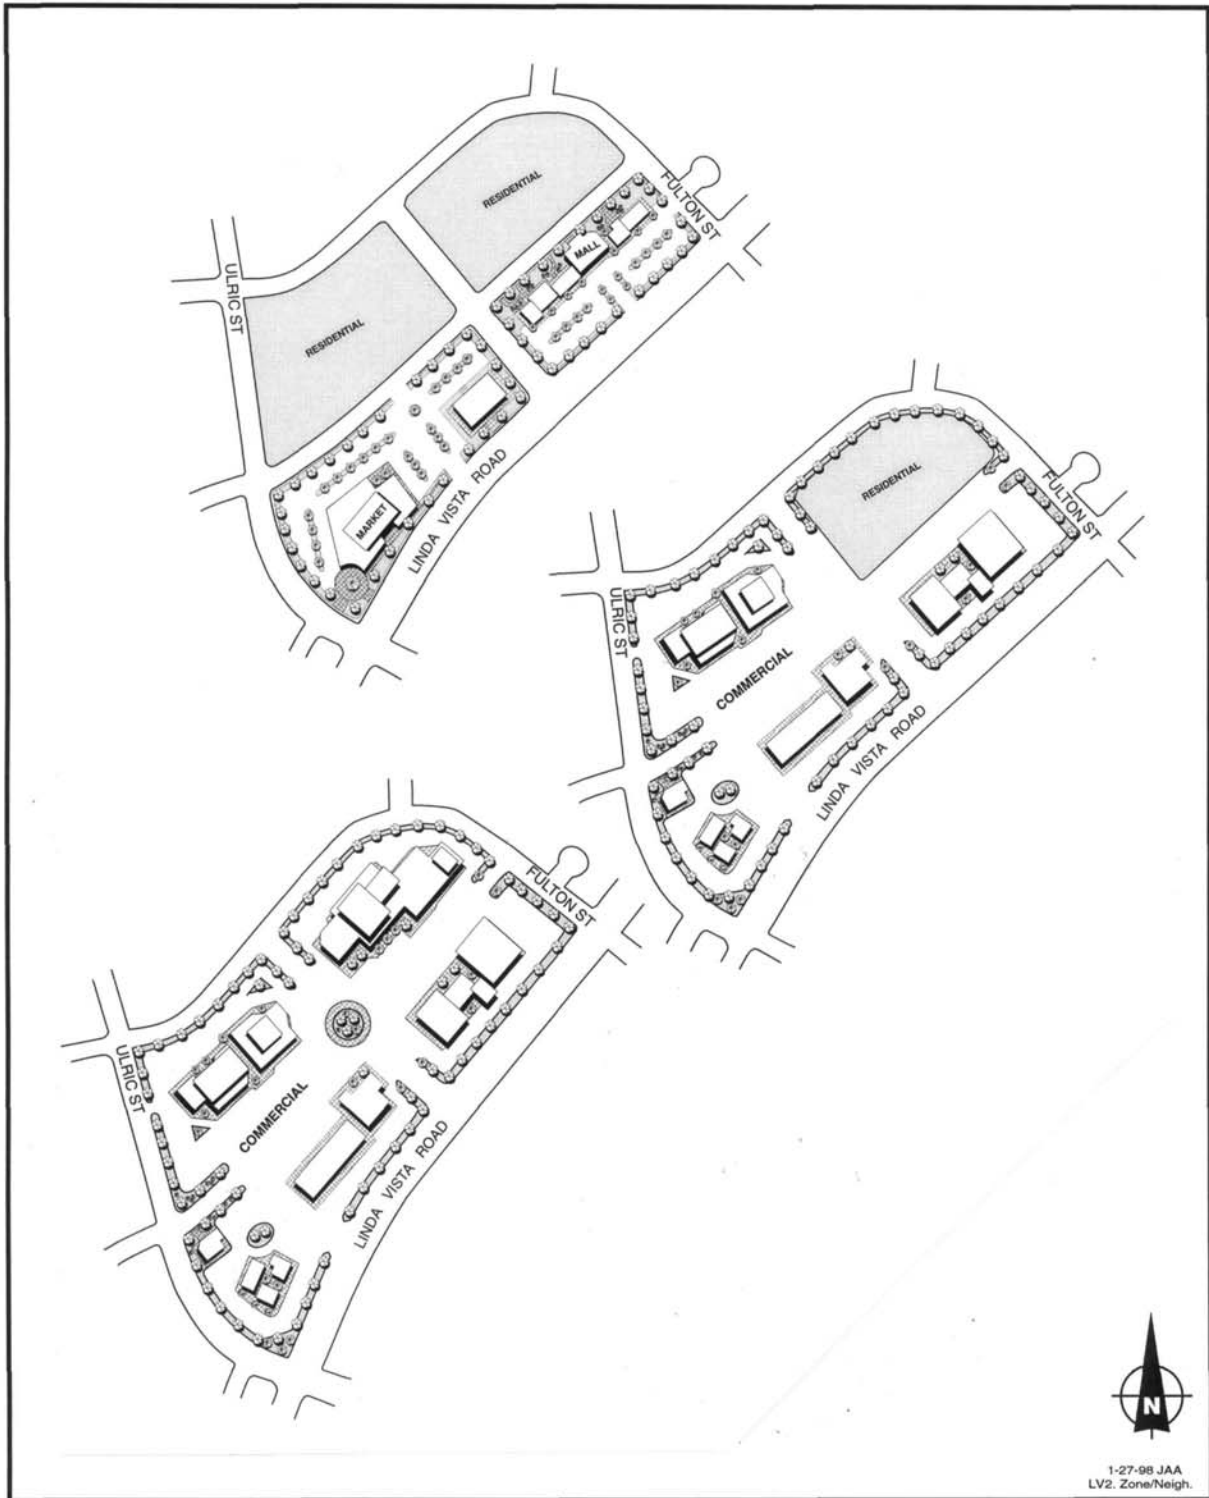 RESIDENTIAL
FULTON ST
MALL
ULRIC ST
RESIDENTIAL
MARKET
LINDA VISTA ROAD
RESIDENTIAL
FULTON ST
ULRIC ST
COMMERCIAL
LINDA VISTA ROAD
FULTON ST
ULRIC ST
COMMERCIAL
LINDA VISTA ROAD
N
1-27-98 JAA
LV2. Zone/Neigh.